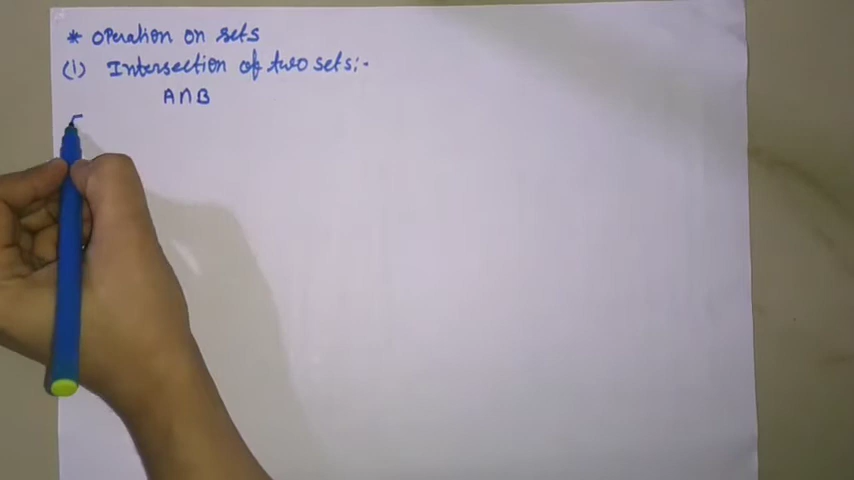 * Operation on sets
(1) Intersection of two sets:-
A∩B